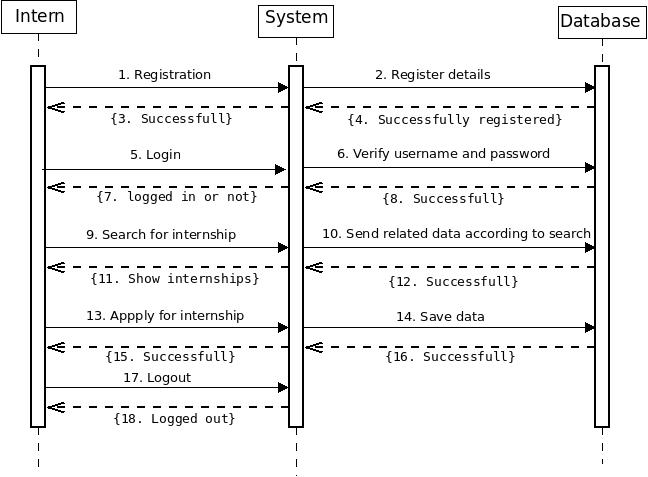 Intern
System
Database
1. Registration
2. Register details
{3. Successfull}
{4. Successfully registered}
5. Login
6. Verify username and password
{7. logged in or not}
{8. Successfull}
9. Search for internship
10. Send related data according to search
{11. Show internships}
{12. Successfull}
13. Appply for internship
14. Save data
{15. Successfull}
{16. Successfull}
17. Logout
{18. Logged out}